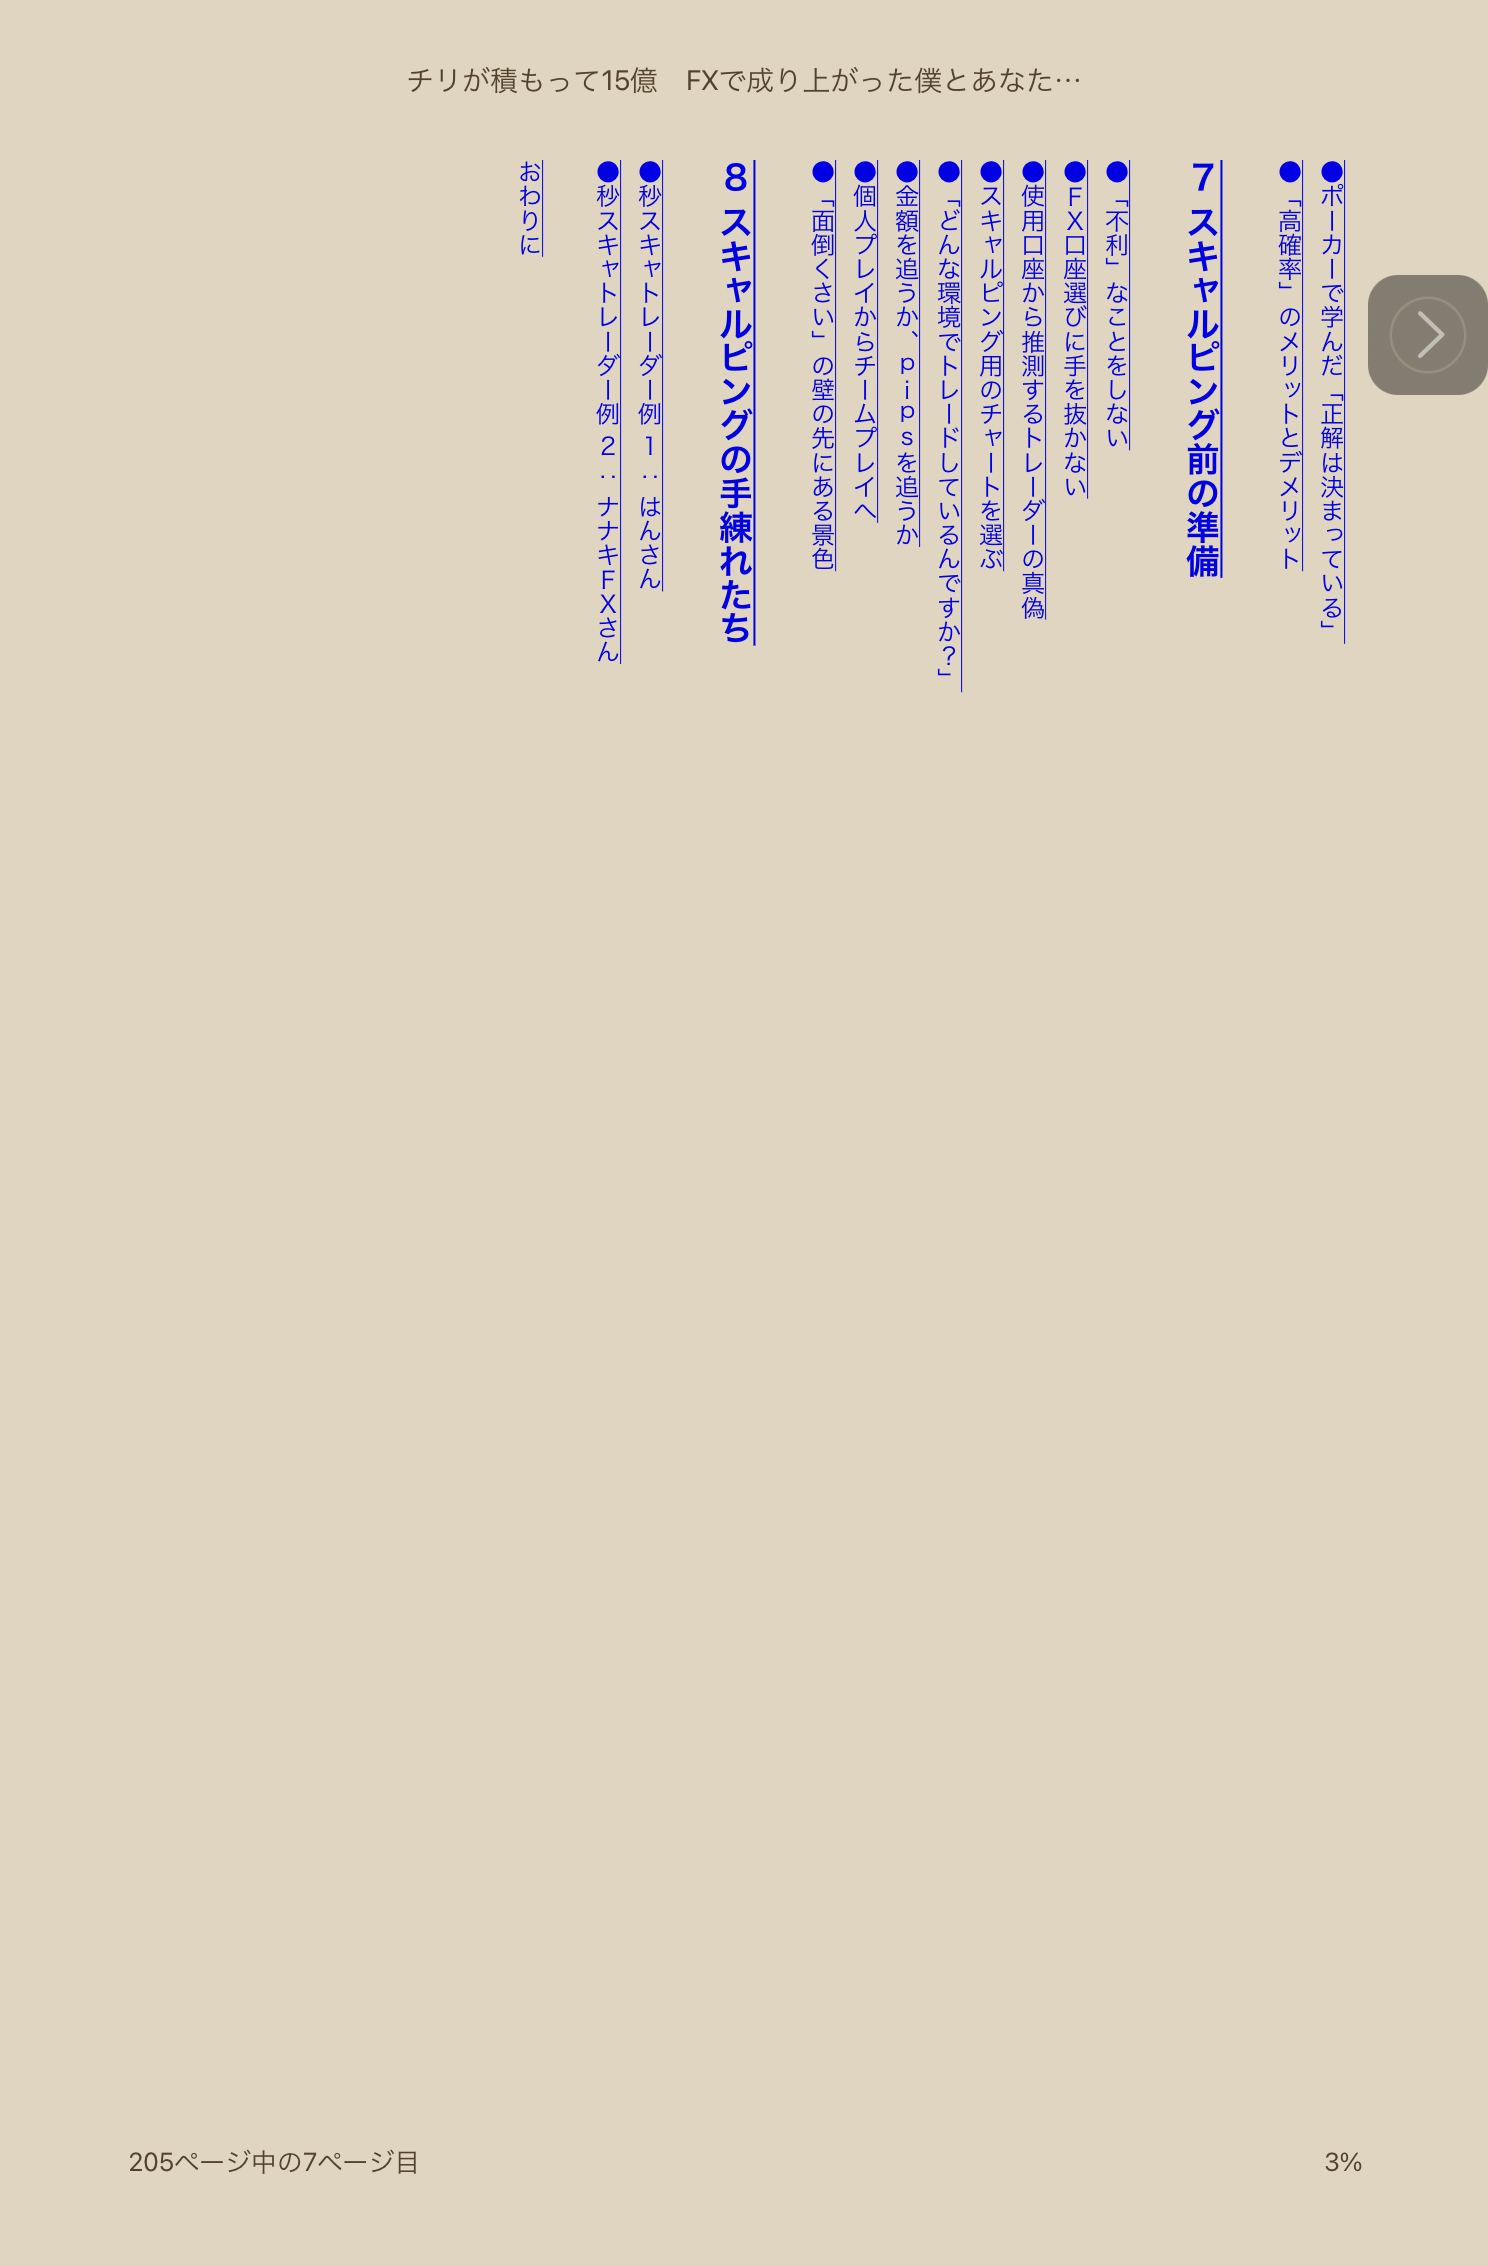 チリが積もって15億　FXで成り上がった僕とあなた…
●ポーカーで学んだ「正解は決まっている」
●「高確率」のメリットとデメリット
7 スキャルピング前の準備
●「不利」なことをしない
●ＦＸ口座選びに手を抜かない
●使用口座から推測するトレーダーの真偽
●スキャルピング用のチャートを選ぶ
●「どんな環境でトレードしているんですか？」
●金額を追うか、ｐｉｐｓを追うか
●個人プレイからチームプレイへ
●「面倒くさい」の壁の先にある景色
8 スキャルピングの手練れたち
●秒スキャトレーダー例１：はんさん
●秒スキャトレーダー例２：ナナキＦＸさん
おわりに
205ページ中の7ページ目
3%